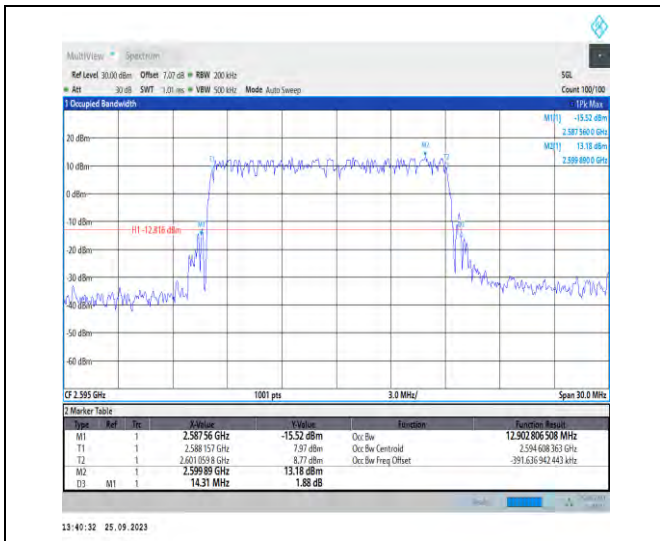 MultiView Spectrum
Ref Level 30.00 dBm Offset 7.07 dB RBW 200 kHz SGL
Att 30 dB SWT 1.01 ms VBW 500 kHz Mode Auto Sweep Count 100/100
1 Occupied Bandwidth 1Pk Max
M1[1] -15.52 dBm
2.587 560 0 GHz
M2[1] 13.18 dBm
2.599 890 0 GHz
20 dBm
M2
T1 T2
10 dBm
0 dBm
-10 dBm
M1
H1 -12.816 dBm
-20 dBm
-30 dBm
-40 dBm
-50 dBm
-60 dBm
CF 2.595 GHz 1001 pts 3.0 MHz/ Span 30.0 MHz
2 Marker Table
Type Ref Trc X-Value Y-Value Function Function Result
M1 1 2.587 56 GHz -15.52 dBm Occ Bw 12.902 806 508 MHz
T1 1 2.588 157 GHz 7.97 dBm Occ Bw Centroid 2.594 608 363 GHz
T2 1 2.601 059 8 GHz 8.77 dBm Occ Bw Freq Offset -391.636 942 443 kHz
M2 1 2.599 89 GHz 13.18 dBm
D3 M1 1 14.31 MHz 1.88 dB
13:40:32 25.09.2023